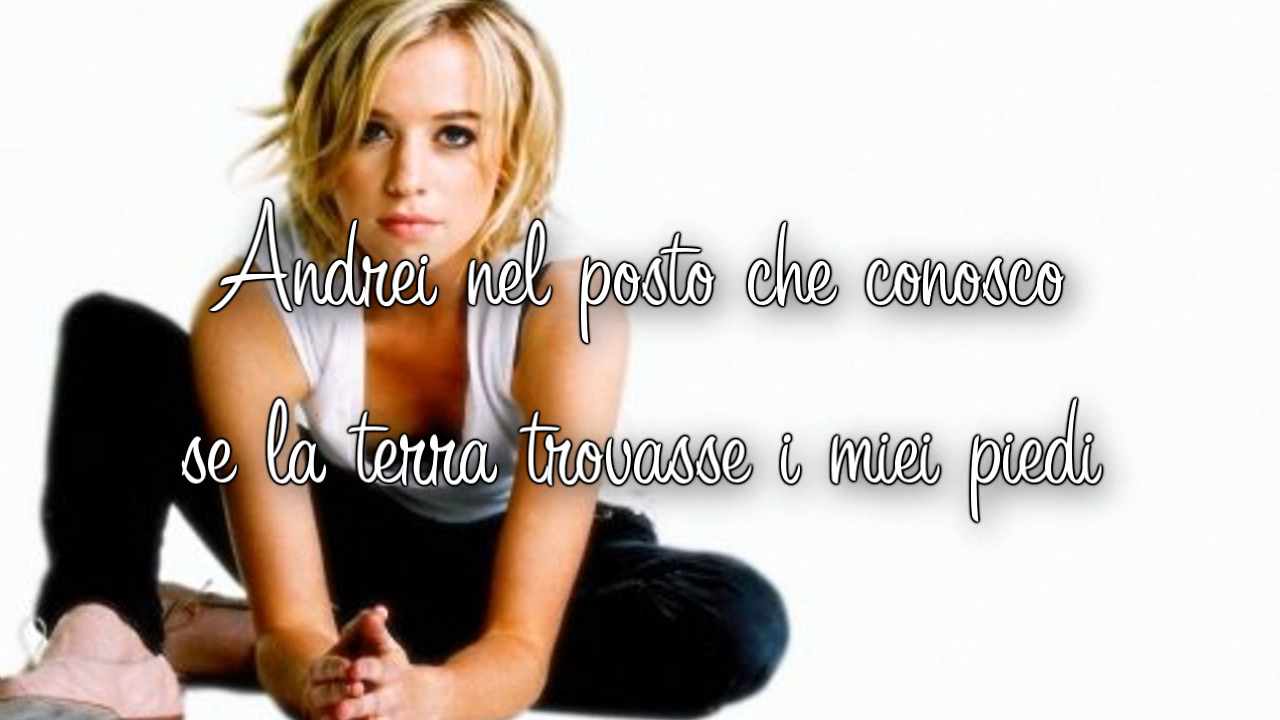 Andrei nel posto che conosco
se la terra trovasse i miei piedi